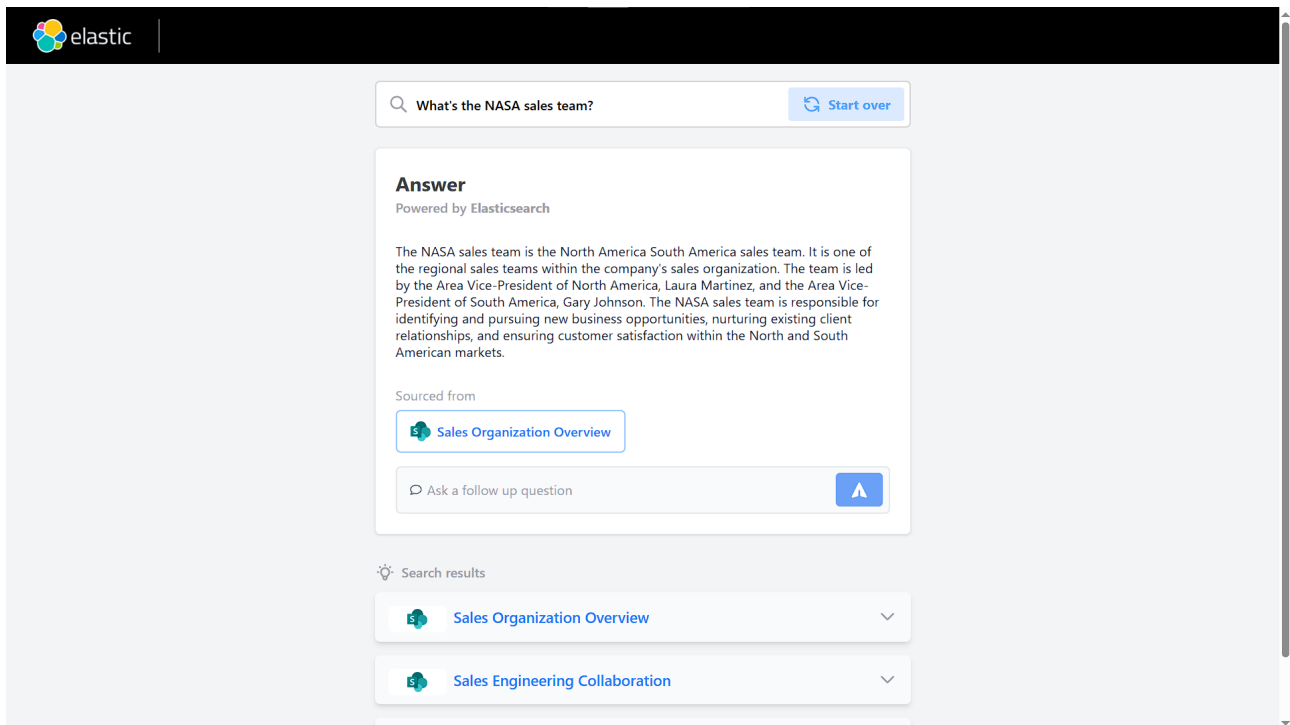 elastic
What's the NASA sales team?
Start over
Answer
Powered by Elasticsearch
The NASA sales team is the North America South America sales team. It is one of
the regional sales teams within the company's sales organization. The team is led
by the Area Vice-President of North America, Laura Martinez, and the Area Vice-
President of South America, Gary Johnson. The NASA sales team is responsible for
identifying and pursuing new business opportunities, nurturing existing client
relationships, and ensuring customer satisfaction within the North and South
American markets.
Sourced from
S Sales Organization Overview
Ask a follow up question
Search results
S Sales Organization Overview
S Sales Engineering Collaboration